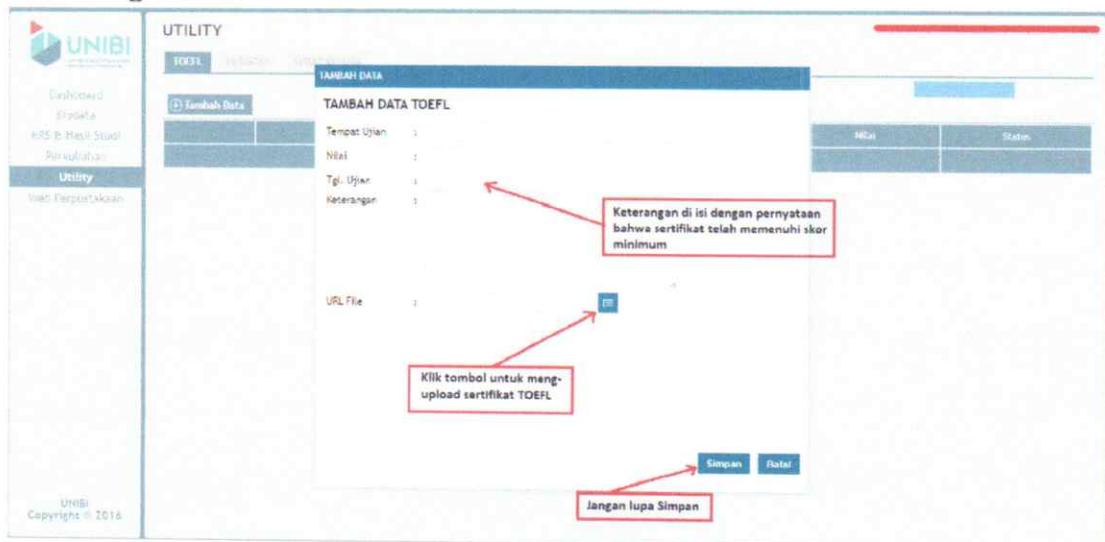 UNIBI
UTILITY
TOEFL
Tambah Data
Dashboard
Biodata
KRS & Hasil Studi
Perkuliahan
Utility
Web Perpustakaan
TAMBAH DATA
TAMBAH DATA TOEFL
Tempat Ujian :
Nilai :
Tgl. Ujian :
Keterangan :
Keterangan di isi dengan pernyataan
bahwa sertifikat telah memenuhi skor
minimum
URL File :
Klik tombol untuk meng-
upload sertifikat TOEFL
Simpan Batal
Jangan lupa Simpan
Nilai Status
UNIBI
Copyright © 2016